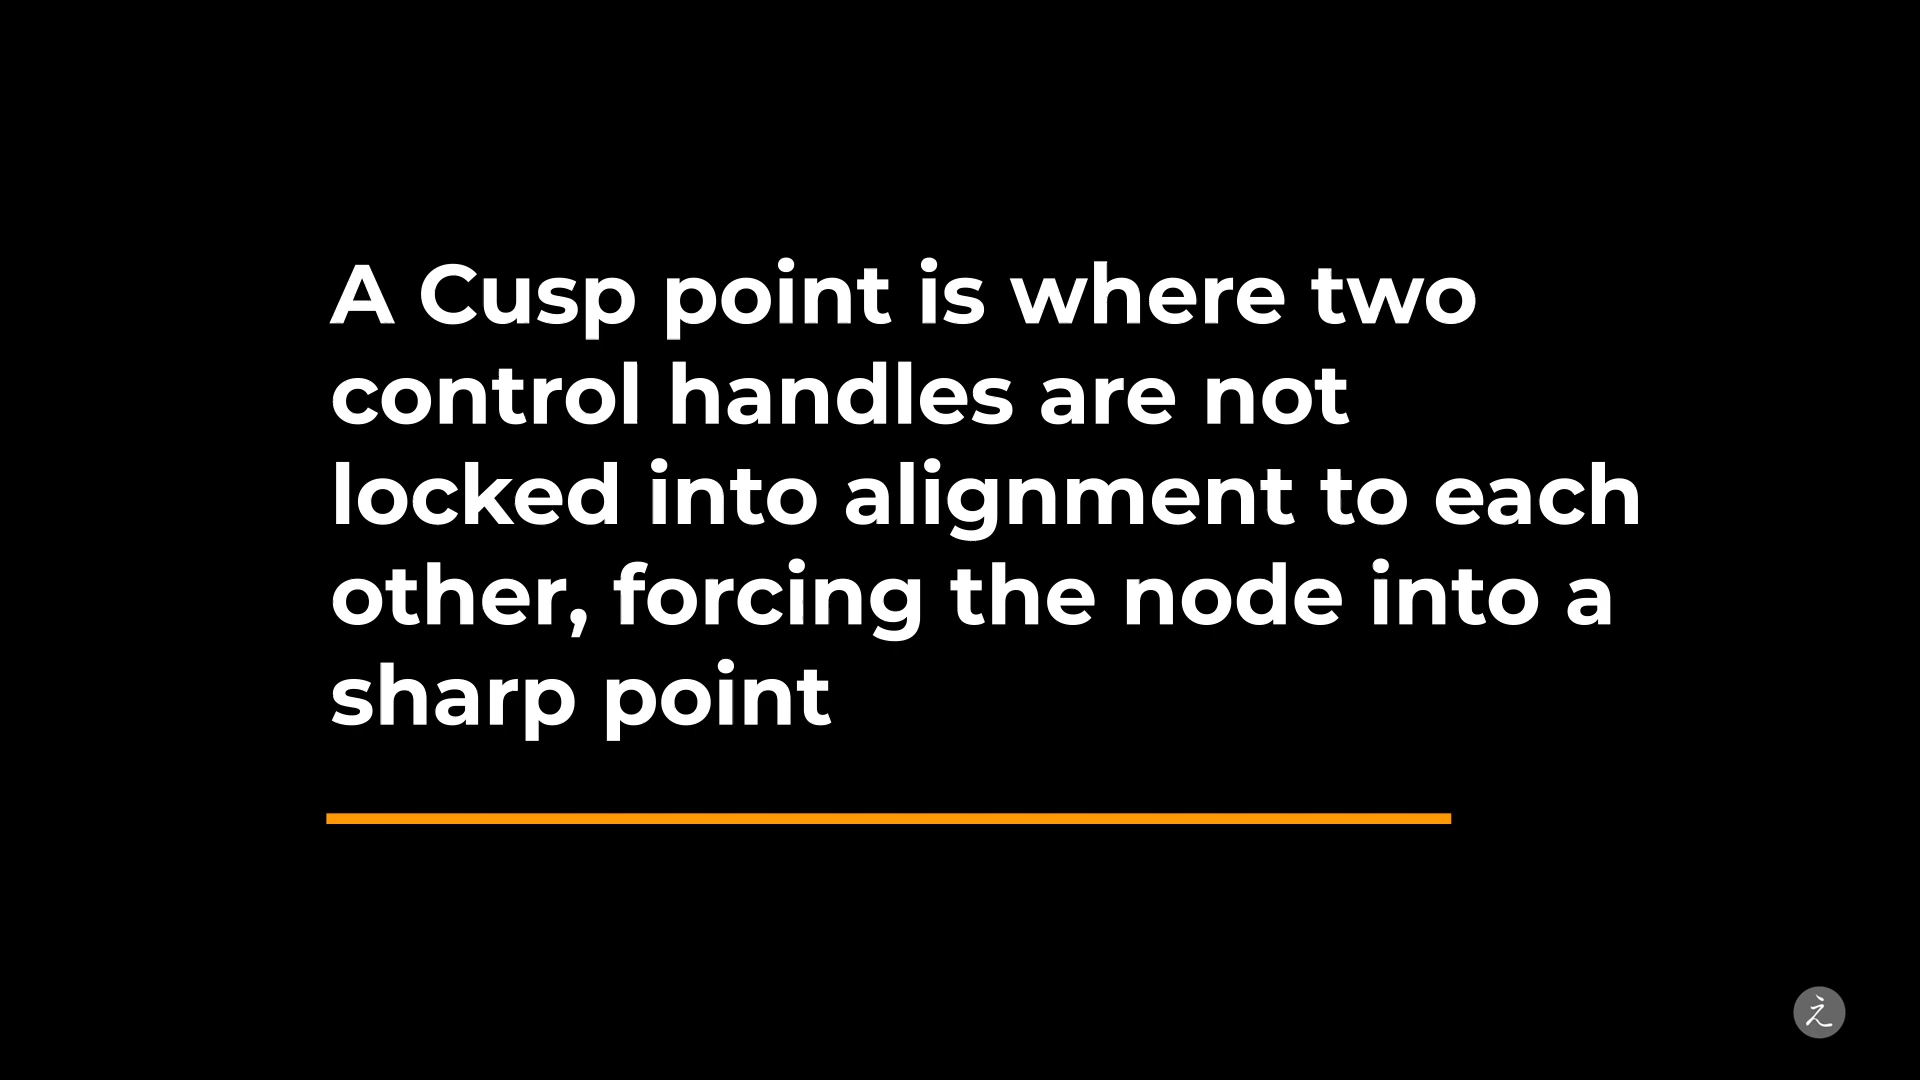 A Cusp point is where two
control handles are not
locked into alignment to each
other, forcing the node into a
sharp point
え